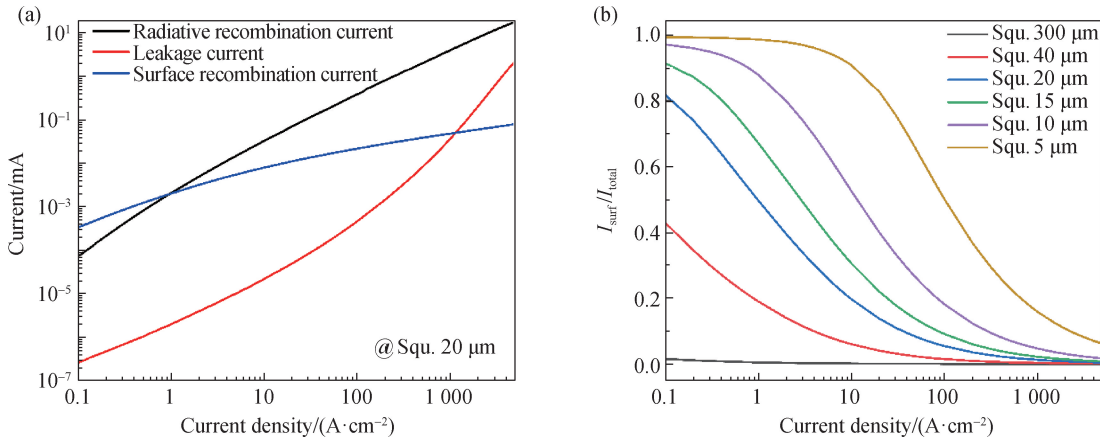 (a)
Radiative recombination current
Leakage current
Surface recombination current
10¹
10⁻¹
10⁻³
10⁻⁵
10⁻⁷
Current/mA
@ Squ. 20 μm
0.1
1
10
100
1 000
Current density/(A·cm⁻²)
(b)
Squ. 300 μm
Squ. 40 μm
Squ. 20 μm
Squ. 15 μm
Squ. 10 μm
Squ. 5 μm
1.0
0.8
0.6
0.4
0.2
0.0
I_surf/I_total
0.1
1
10
100
1 000
Current density/(A·cm⁻²)